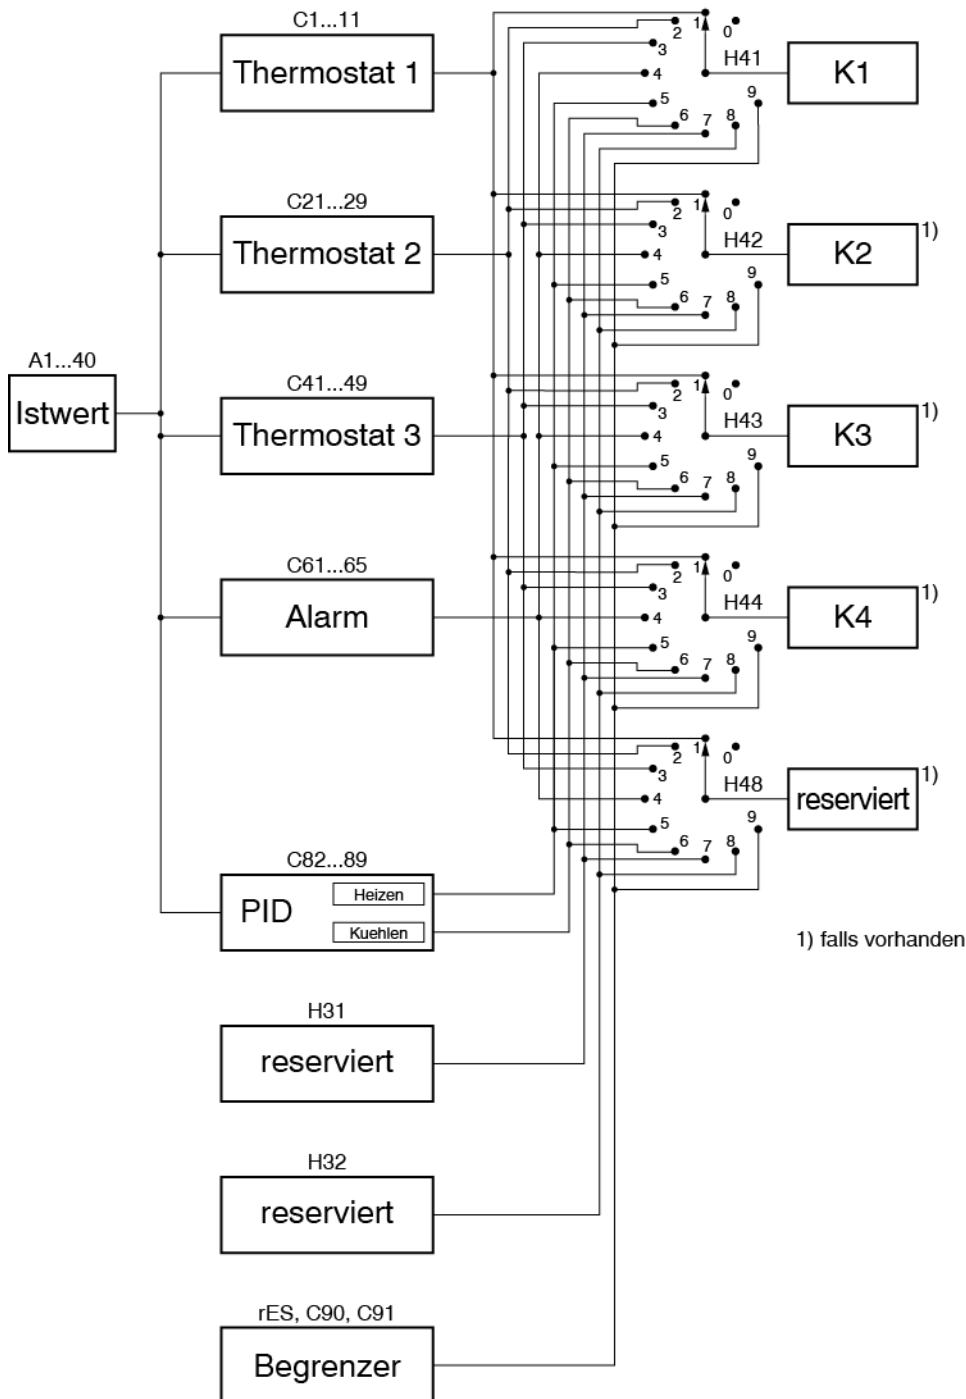 C1...11
Thermostat 1
1
0
2
3
4
5
6
7
8
9
H41
K1
C21...29
Thermostat 2
1
0
2
3
4
5
6
7
8
9
H42
K2
1)
A1...40
Istwert
C41...49
Thermostat 3
1
0
2
3
4
5
6
7
8
9
H43
K3
1)
C61...65
Alarm
1
0
2
3
4
5
6
7
8
9
H44
K4
1)
1
0
2
3
4
5
6
7
8
9
H48
reserviert
1)
C82...89
PID
Heizen
Kuehlen
1) falls vorhanden
H31
reserviert
H32
reserviert
rES, C90, C91
Begrenzer